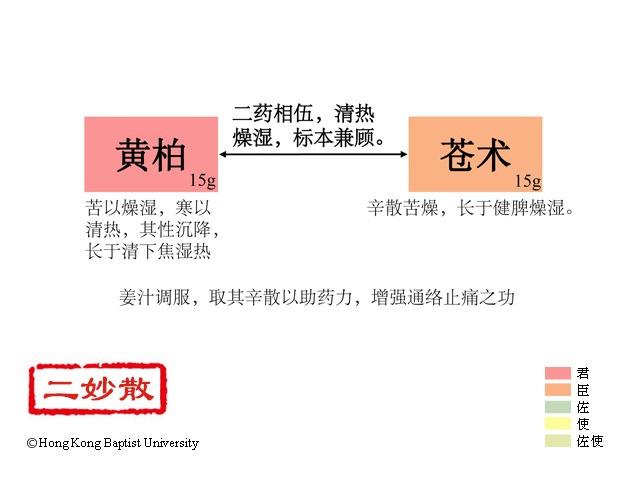 二药相伍，清热
燥湿，标本兼顾。
黄柏
15g
苍术
15g
苦以燥湿，寒以
清热，其性沉降，
长于清下焦湿热
辛散苦燥，长于健脾燥湿。
姜汁调服，取其辛散以助药力，增强通络止痛之功
二妙散
©Hong Kong Baptist University
君
臣
佐
使
佐使